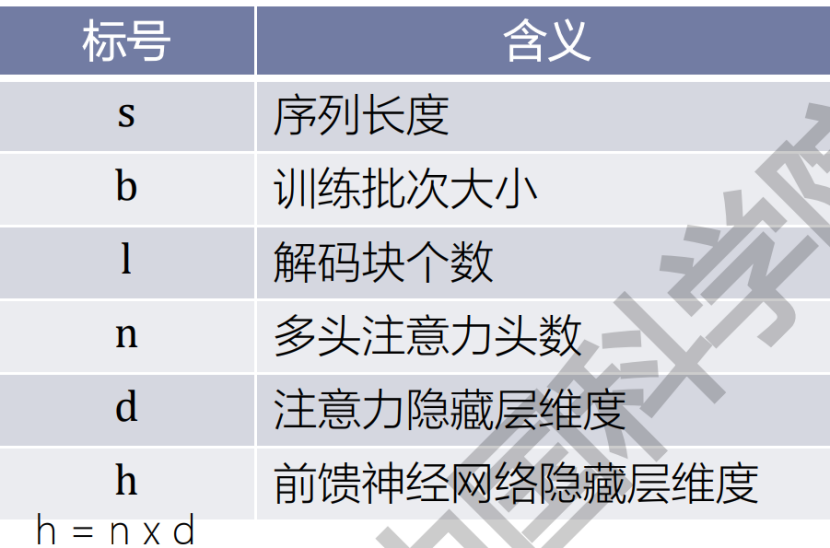 标号 含义
s 序列长度
b 训练批次大小
l 解码块个数
n 多头注意力头数
d 注意力隐藏层维度
h 前馈神经网络隐藏层维度
h = n x d
中国科学院